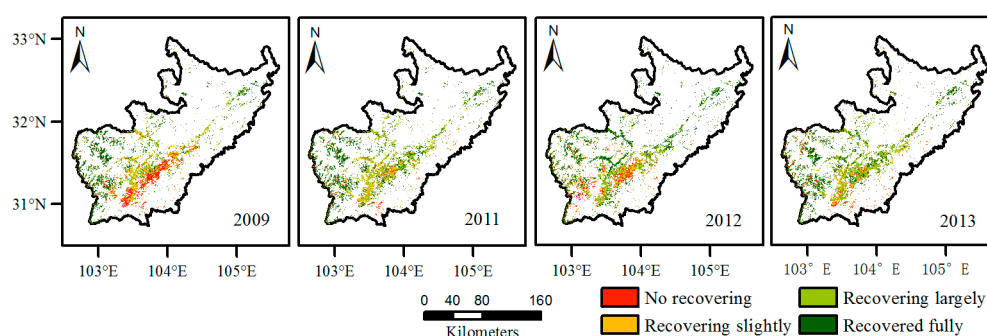 N N N N
33°N
32°N
31°N
2009 2011 2012 2013
103°E 104°E 105°E 103°E 104°E 105°E 103°E 104°E 105°E 103° E 104° E 105° E
0 40 80 160
Kilometers
No recovering
Recovering slightly
Recovering largely
Recovered fully